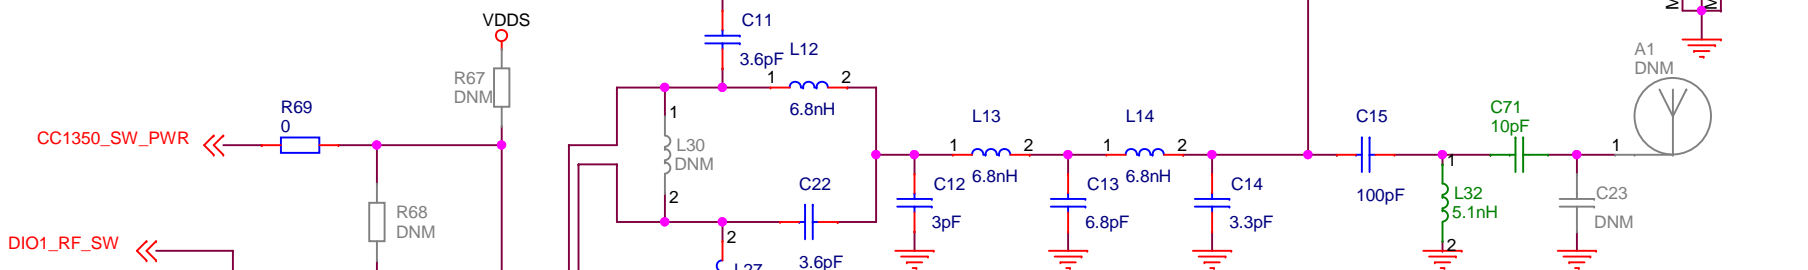 VDDS
C11
3.6pF
L12
1
2
6.8nH
R67
DNM
R69
0
CC1350_SW_PWR
1
L30
DNM
2
C22
3.6pF
2
L27
R68
DNM
DIO1_RF_SW
C12
3pF
L13
1
2
6.8nH
C13
6.8pF
L14
1
2
6.8nH
C14
3.3pF
C15
100pF
1
L32
5.1nH
2
C71
10pF
1
C23
DNM
A1
DNM